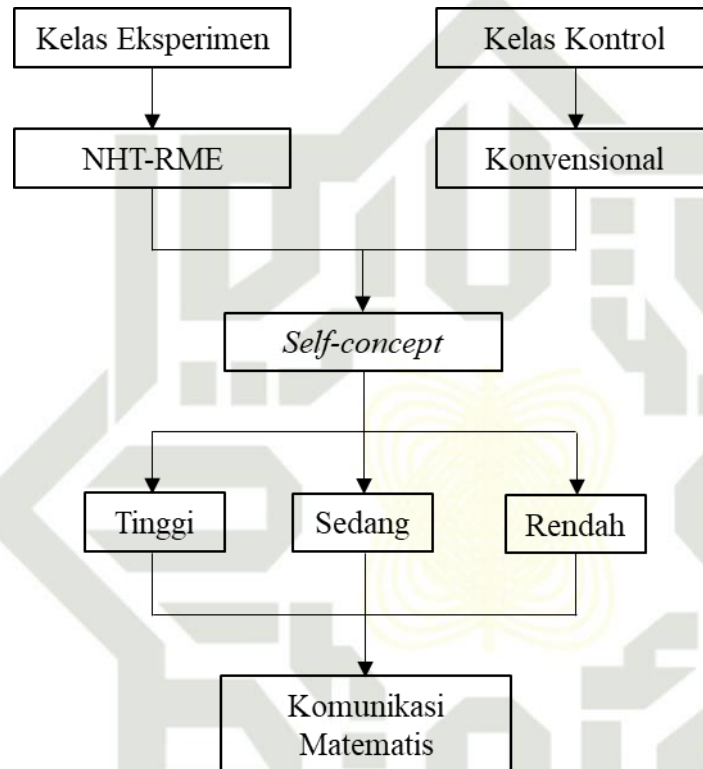 Kelas Eksperimen
Kelas Kontrol
NHT-RME
Konvensional
Self-concept
Tinggi
Sedang
Rendah
Komunikasi
Matematis